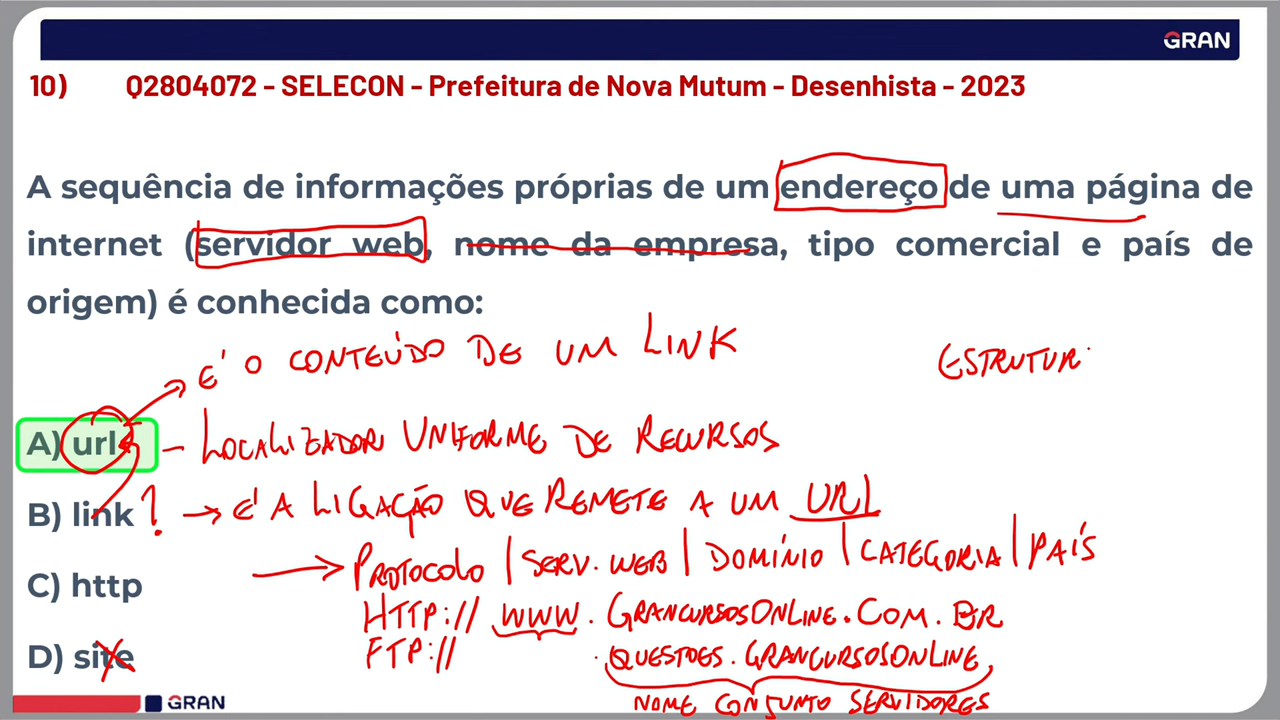 GRAN
10) Q2804072 - SELECON - Prefeitura de Nova Mutum - Desenhista - 2023
A sequência de informações próprias de um endereço de uma página de
internet (servidor web, nome da empresa, tipo comercial e país de
origem) é conhecida como:
É O CONTEÚDO DE UM LINK
ESTRUTUR
A) url - LOCALIZADOR UNIFORME DE RECURSOS
B) link ? → É A LIGAÇÃO QUE REMETE A UM URL
→ PROTOCOLO | SERV. WEB | DOMÍNIO | CATEGORIA | PAÍS
C) http
HTTP:// WWW. GRANCURSOSONLINE.COM.BR
D) site
FTP:// .QUESTOES.GRANCURSOSONLINE
NOME CONJUNTO SERVIDORES
GRAN